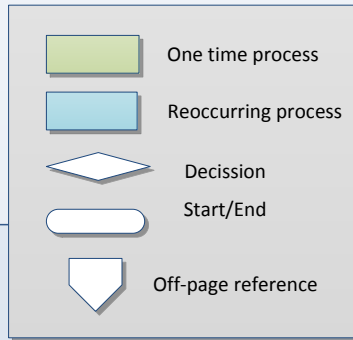 One time process
Reoccurring process
Decission
Start/End
Off-page reference